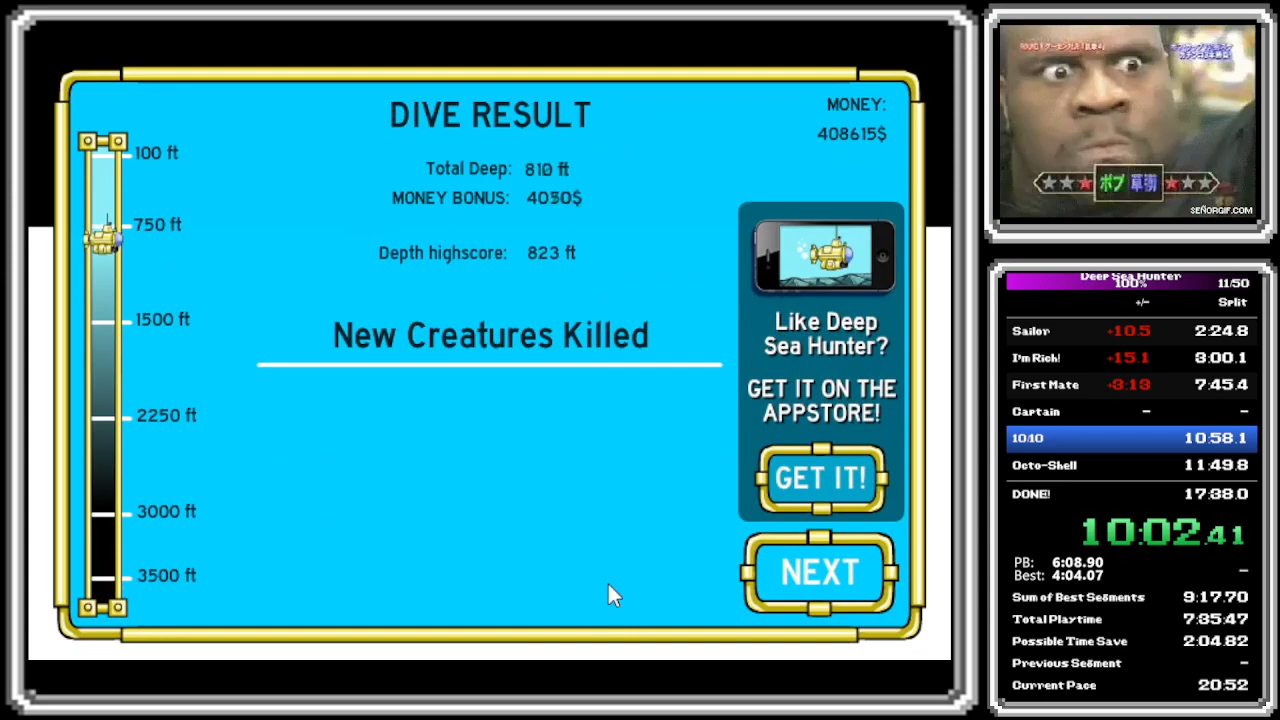 DIVE RESULT
MONEY:
408615$
Total Deep: 810 ft
MONEY BONUS: 4050$
Depth highscore: 823 ft
New Creatures Killed
100 ft
750 ft
1500 ft
2250 ft
3000 ft
3500 ft
Like Deep
Sea Hunter?
GET IT ON THE
APPSTORE!
GET IT!
NEXT
ボブ
SEÑORGIF.COM
Deep Sea Hunter
100% 11/50
+/- Split
Sailor +10.5 2:24.8
I'm Rich! +15.1 3:00.1
First Mate +3:13 7:45.4
Captain – –
10/10 10:58.1
Octo-Shell 11:49.8
DONE! 17:38.0
10:02.41
PB: 6:08.90
Best: 4:04.07 –
Sum of Best Segments 9:17.70
Total Playtime 7:35:47
Possible Time Save 2:04.82
Previous Segment –
Current Pace 20:52